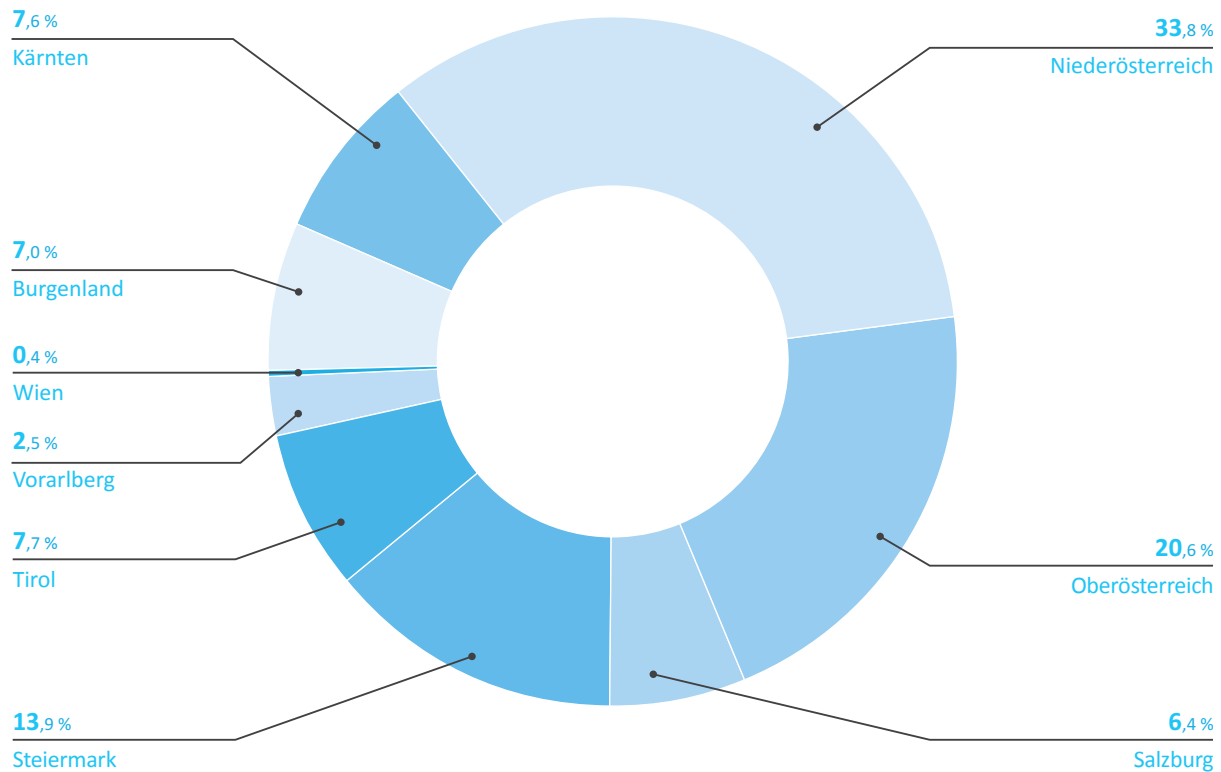 7,6 %
Kärnten
33,8 %
Niederösterreich
7,0 %
Burgenland
0,4 %
Wien
2,5 %
Vorarlberg
7,7 %
Tirol
20,6 %
Oberösterreich
13,9 %
Steiermark
6,4 %
Salzburg